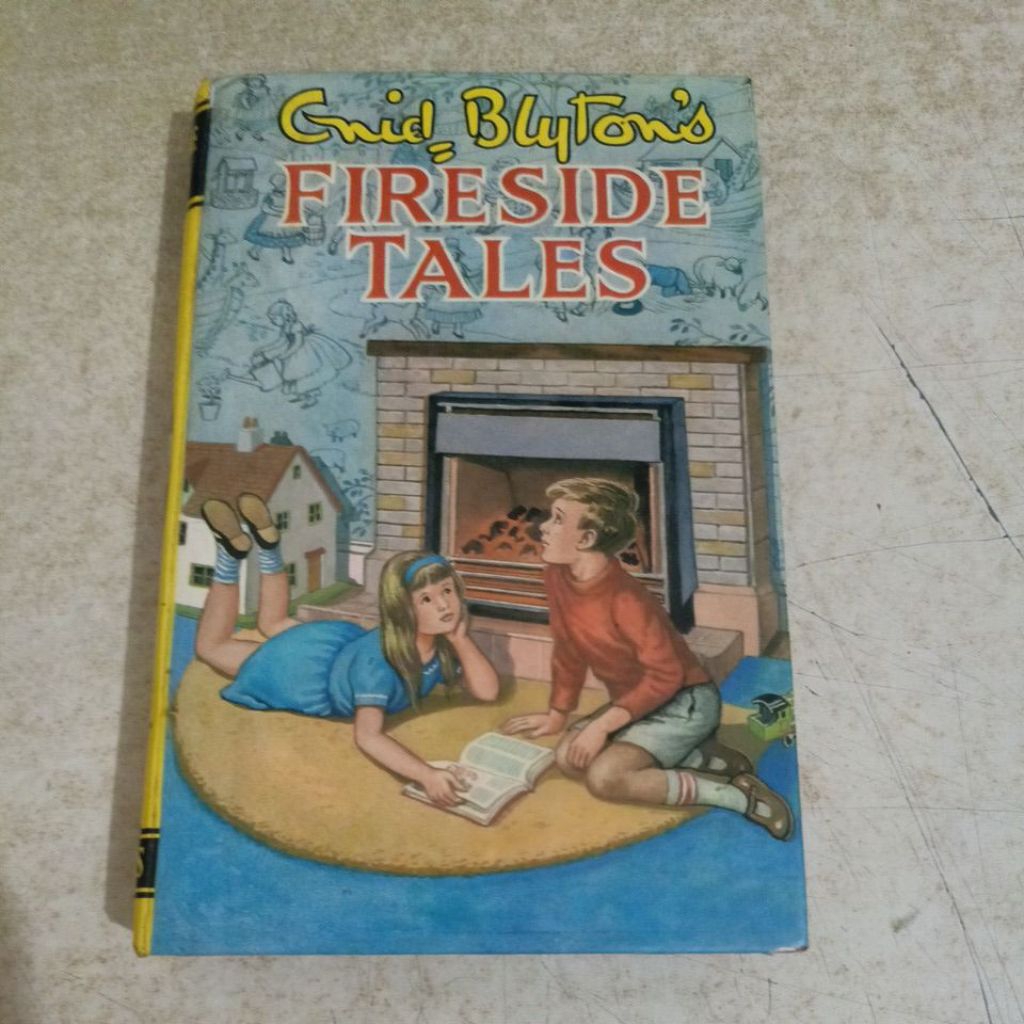 Enid Blyton's
FIRESIDE
TALES